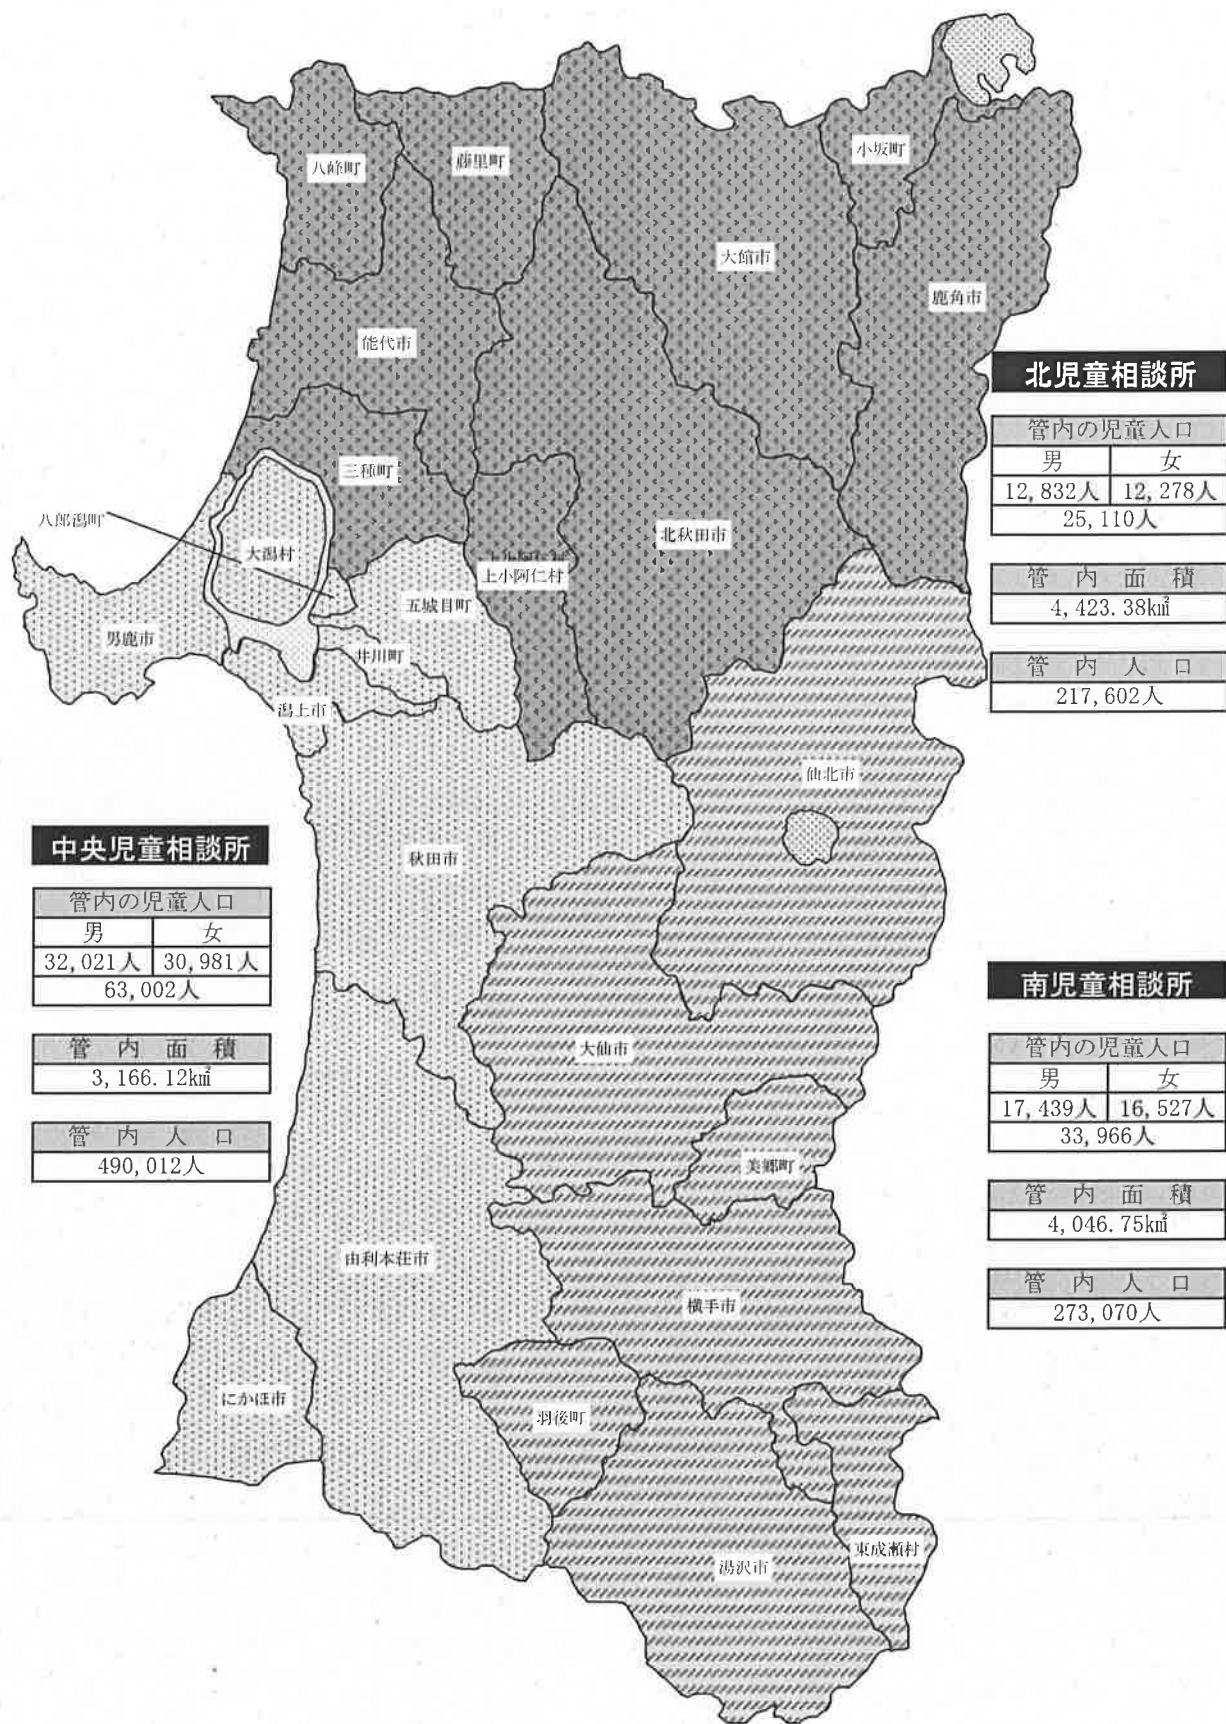 小坂町
八峰町
藤里町
大館市
鹿角市
能代市
北児童相談所
管内の児童人口
男 女
12,832人 12,278人
25,110人
管内面積
4,423.38㎢
管内人口
217,602人
三種町
八郎潟町
大潟村
北秋田市
上小阿仁村
上小阿仁村
五城目町
男鹿市
井川町
潟上市
仙北市
中央児童相談所
管内の児童人口
男 女
32,021人 30,981人
63,002人
管内面積
3,166.12㎢
管内人口
490,012人
秋田市
南児童相談所
管内の児童人口
男 女
17,439人 16,527人
33,966人
管内面積
4,046.75㎢
管内人口
273,070人
大仙市
美郷町
由利本荘市
横手市
にかほ市
羽後町
東成瀬村
湯沢市